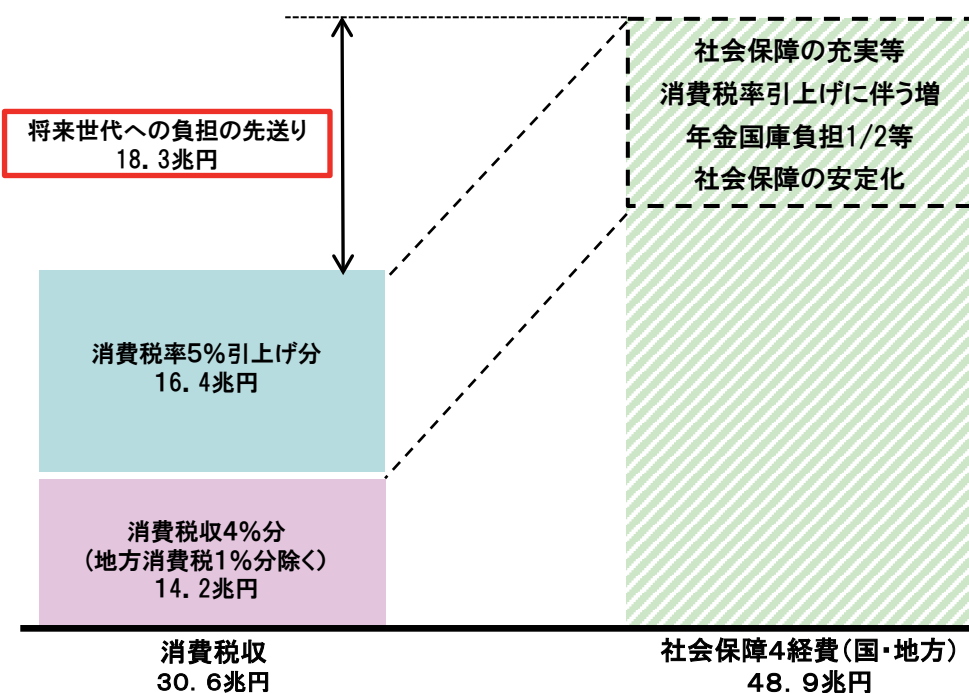 社会保障の充実等
消費税率引上げに伴う増
年金国庫負担1/2等
社会保障の安定化
将来世代への負担の先送り
18.3兆円
消費税率5%引上げ分
16.4兆円
消費税収4%分
(地方消費税1%分除く)
14.2兆円
消費税収
30.6兆円
社会保障4経費(国・地方)
48.9兆円